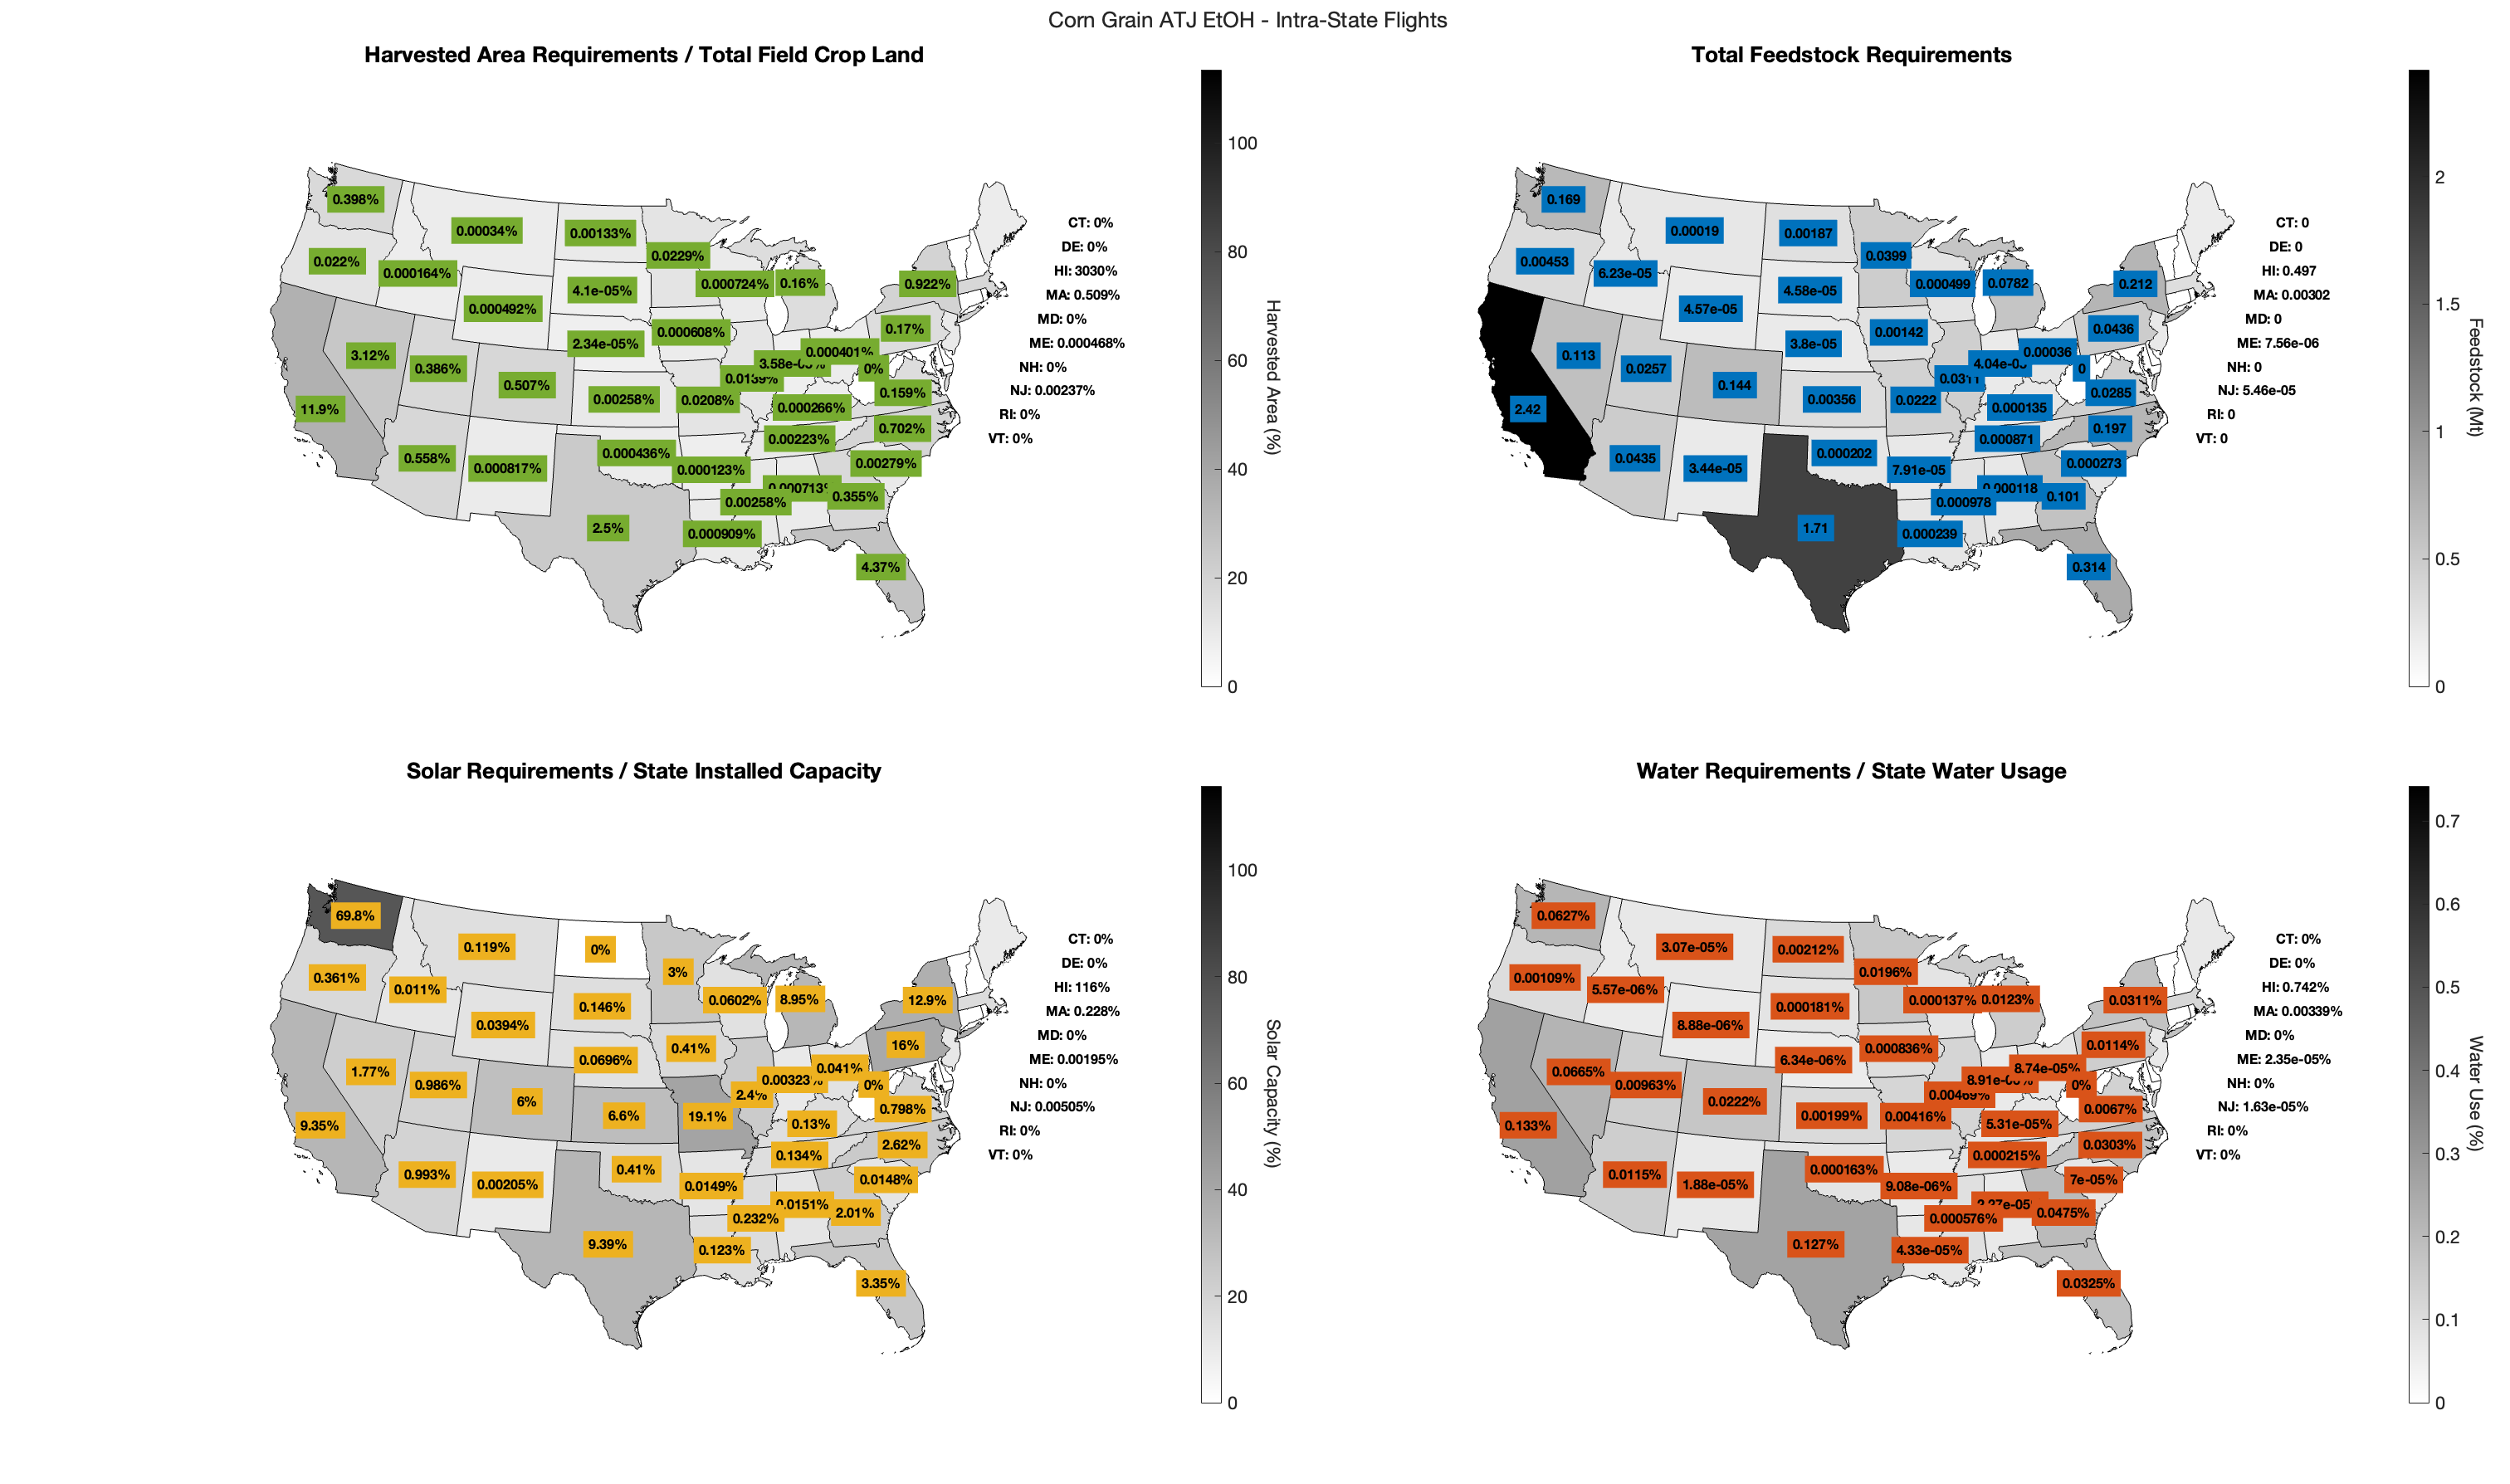 Corn Grain ATJ EtOH - Intra-State Flights
Harvested Area Requirements / Total Field Crop Land
0.398%
0.00034%
0.00133%
0.022%
0.000164%
0.0229%
0.000724%
0.16%
0.922%
4.1e-05%
0.000492%
0.000608%
0.17%
2.34e-05%
3.12%
0.000401%
0.386%
0%
0.507%
0.0139%
0.159%
0.00258%
0.0208%
0.000266%
11.9%
0.702%
0.00223%
0.000436%
0.558%
0.000817%
0.000123%
0.00279%
0.355%
0.00258%
2.5%
0.000909%
4.37%
CT: 0%
DE: 0%
HI: 3030%
MA: 0.509%
MD: 0%
ME: 0.000468%
NH: 0%
NJ: 0.00237%
RI: 0%
VT: 0%
100
80
60
40
20
0
Harvested Area (%)
Total Feedstock Requirements
0.169
0.00019
0.00187
0.00453
6.23e-05
0.0399
0.000499
0.0782
0.212
4.58e-05
4.57e-05
0.00142
0.0436
3.8e-05
0.113
0.00036
0.0257
0
0.144
0.0285
0.00356
0.0222
0.000135
2.42
0.197
0.000871
0.000202
0.0435
3.44e-05
7.91e-05
0.000273
0.000118
0.101
0.000978
1.71
0.000239
0.314
CT: 0
DE: 0
HI: 0.497
MA: 0.00302
MD: 0
ME: 7.56e-06
NH: 0
NJ: 5.46e-05
RI: 0
VT: 0
2
1.5
1
0.5
0
Feedstock (Mt)
Solar Requirements / State Installed Capacity
69.8%
0.119%
0%
0.361%
0.011%
3%
0.0602%
8.95%
12.9%
0.146%
0.0394%
0.41%
16%
0.0696%
1.77%
0.041%
0.986%
0%
6%
2.4%
0.798%
6.6%
19.1%
0.13%
9.35%
2.62%
0.134%
0.41%
0.993%
0.00205%
0.0149%
0.0148%
0.0151%
2.01%
0.232%
9.39%
0.123%
3.35%
CT: 0%
DE: 0%
HI: 116%
MA: 0.228%
MD: 0%
ME: 0.00195%
NH: 0%
NJ: 0.00505%
RI: 0%
VT: 0%
100
80
60
40
20
0
Solar Capacity (%)
Water Requirements / State Water Usage
0.0627%
3.07e-05%
0.00212%
0.00109%
5.57e-06%
0.0196%
0.000137%
0.0123%
0.0311%
0.000181%
8.88e-06%
0.000836%
0.0114%
6.34e-06%
0.0665%
8.74e-05%
0.00963%
0%
0.0222%
0.00469%
0.0067%
0.00199%
0.00416%
5.31e-05%
0.133%
0.0303%
0.000215%
0.000163%
0.0115%
1.88e-05%
9.08e-06%
7e-05%
0.0475%
0.000576%
0.127%
4.33e-05%
0.0325%
CT: 0%
DE: 0%
HI: 0.742%
MA: 0.00339%
MD: 0%
ME: 2.35e-05%
NH: 0%
NJ: 1.63e-05%
RI: 0%
VT: 0%
0.7
0.6
0.5
0.4
0.3
0.2
0.1
0
Water Use (%)